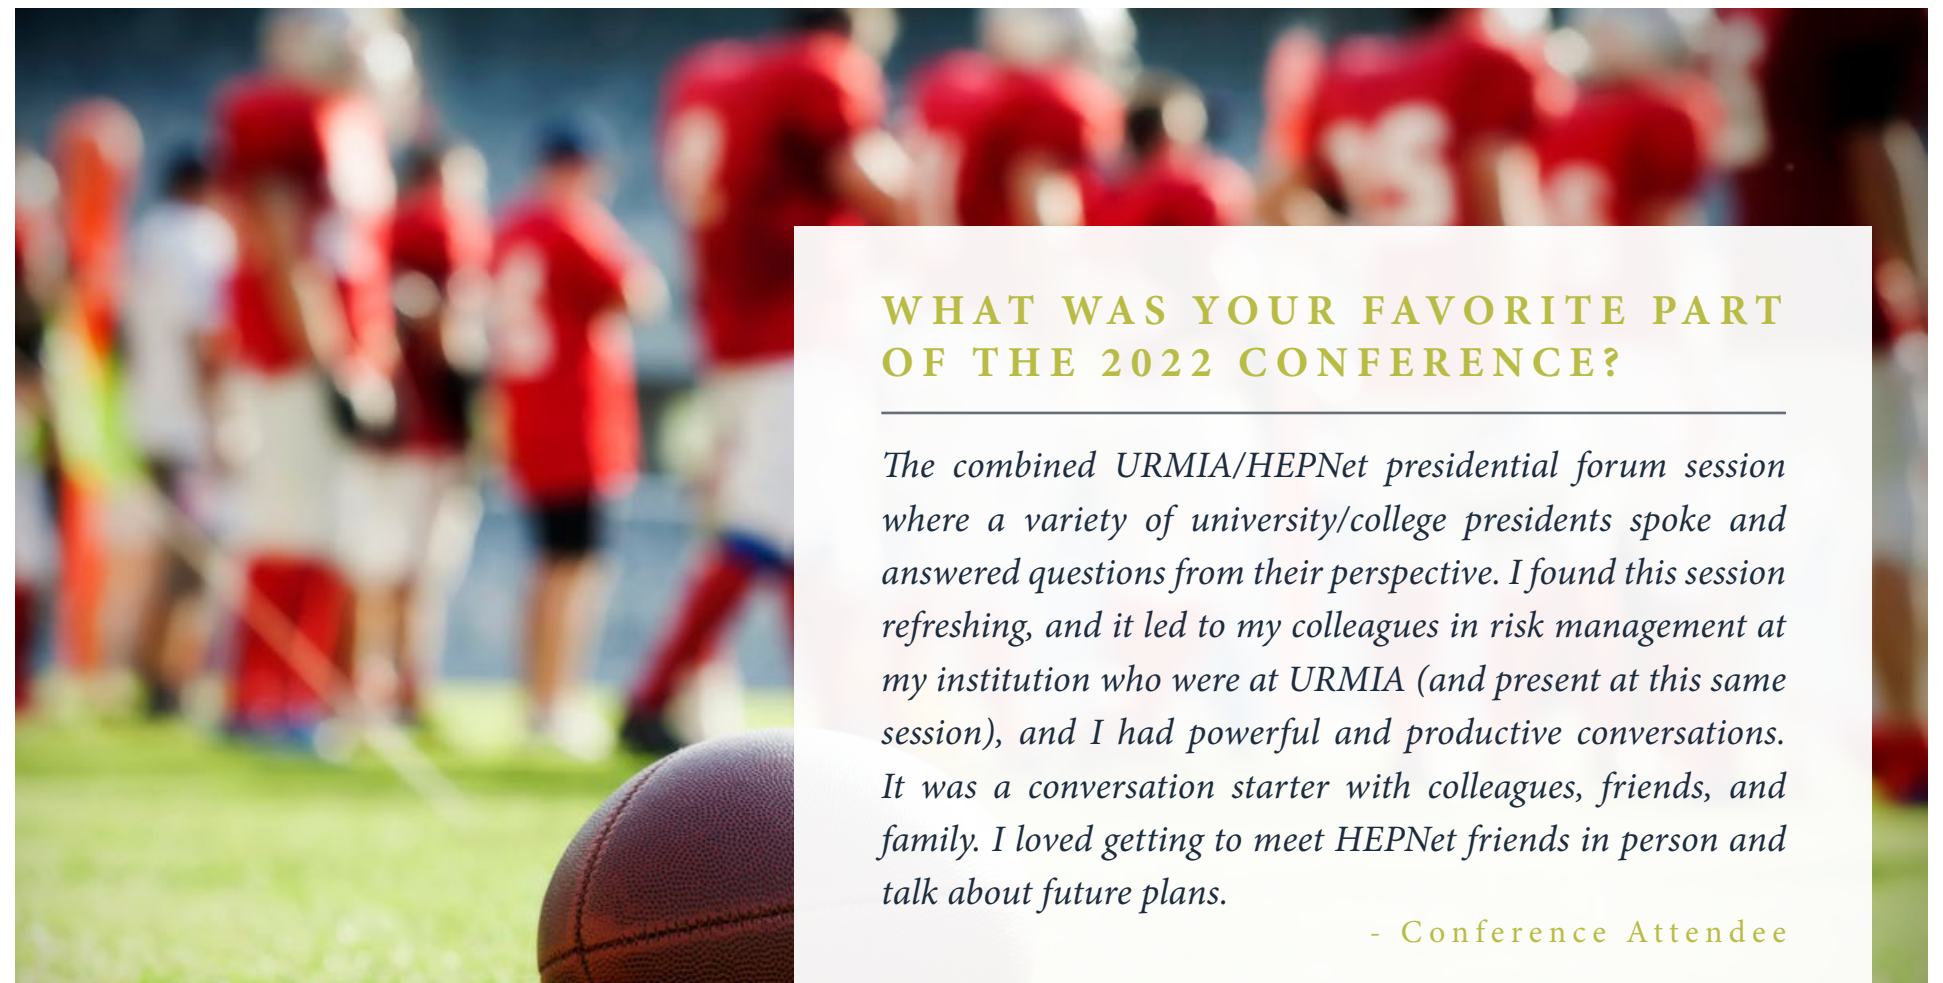 WHAT WAS YOUR FAVORITE PART
OF THE 2022 CONFERENCE?
The combined URMIA/HEPNet presidential forum session
where a variety of university/college presidents spoke and
answered questions from their perspective. I found this session
refreshing, and it led to my colleagues in risk management at
my institution who were at URMIA (and present at this same
session), and I had powerful and productive conversations.
It was a conversation starter with colleagues, friends, and
family. I loved getting to meet HEPNet friends in person and
talk about future plans.
- Conference Attendee